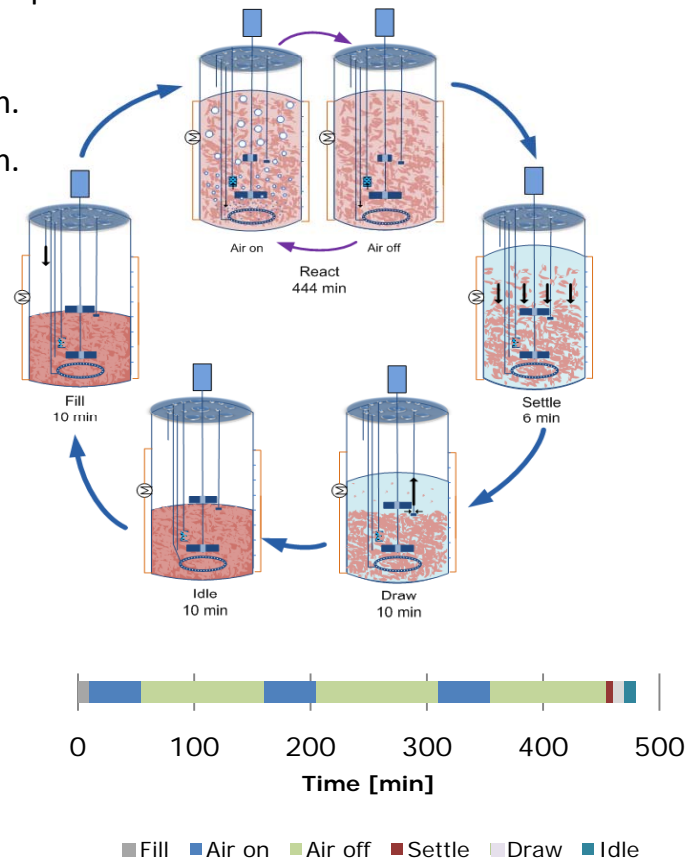 n.
n.
M
M
M
Air on
Air off
React
444 min
M
M
Fill
10 min
Settle
6 min
M
M
Idle
10 min
Draw
10 min
0 100 200 300 400 500
Time [min]
Fill Air on Air off Settle Draw Idle